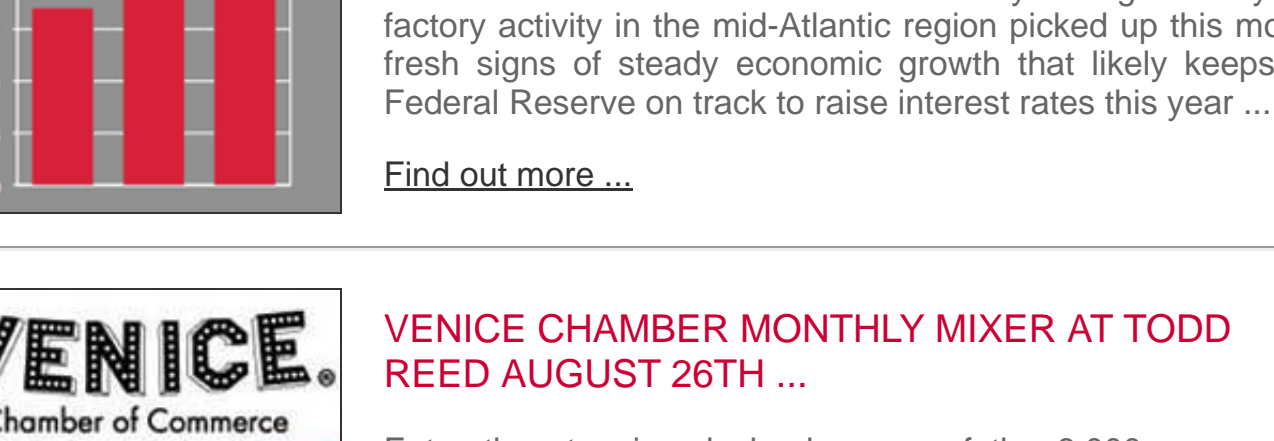 factory activity in the mid-Atlantic region picked up this
fresh signs of steady economic growth that likely keeps
Federal Reserve on track to raise interest rates this year ...
Find out more ...
VENICE.
Chamber of Commerce
VENICE CHAMBER MONTHLY MIXER AT TODD
REED AUGUST 26TH ...